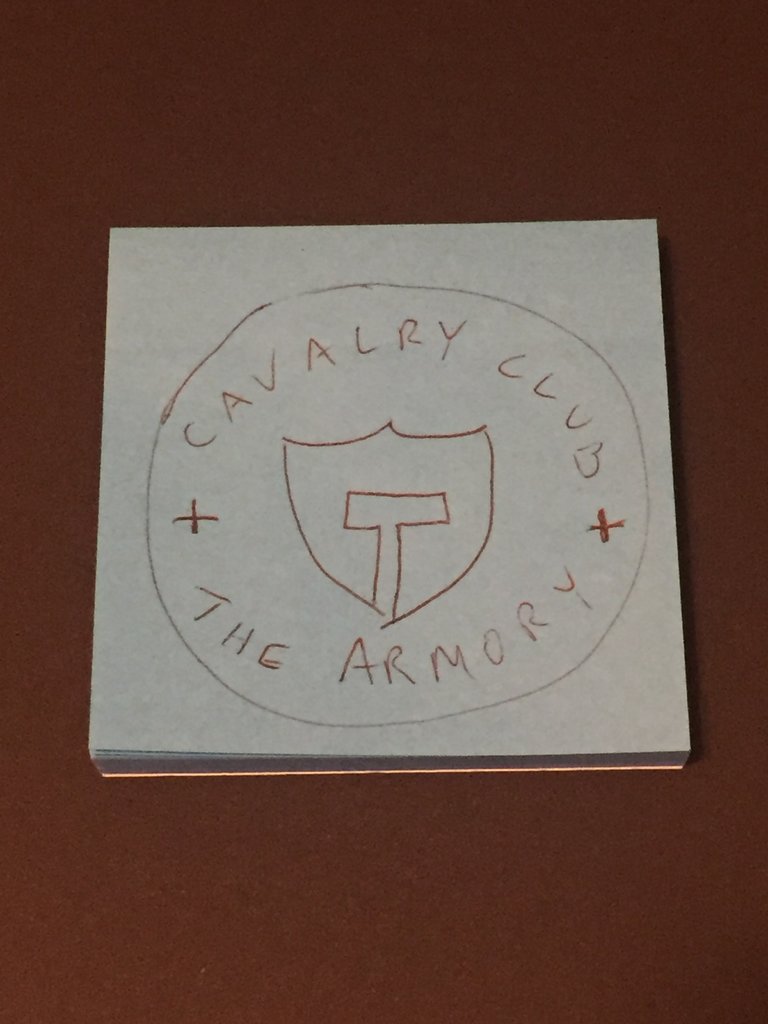 CAVALRY CLUB
+ +
T
THE ARMORY